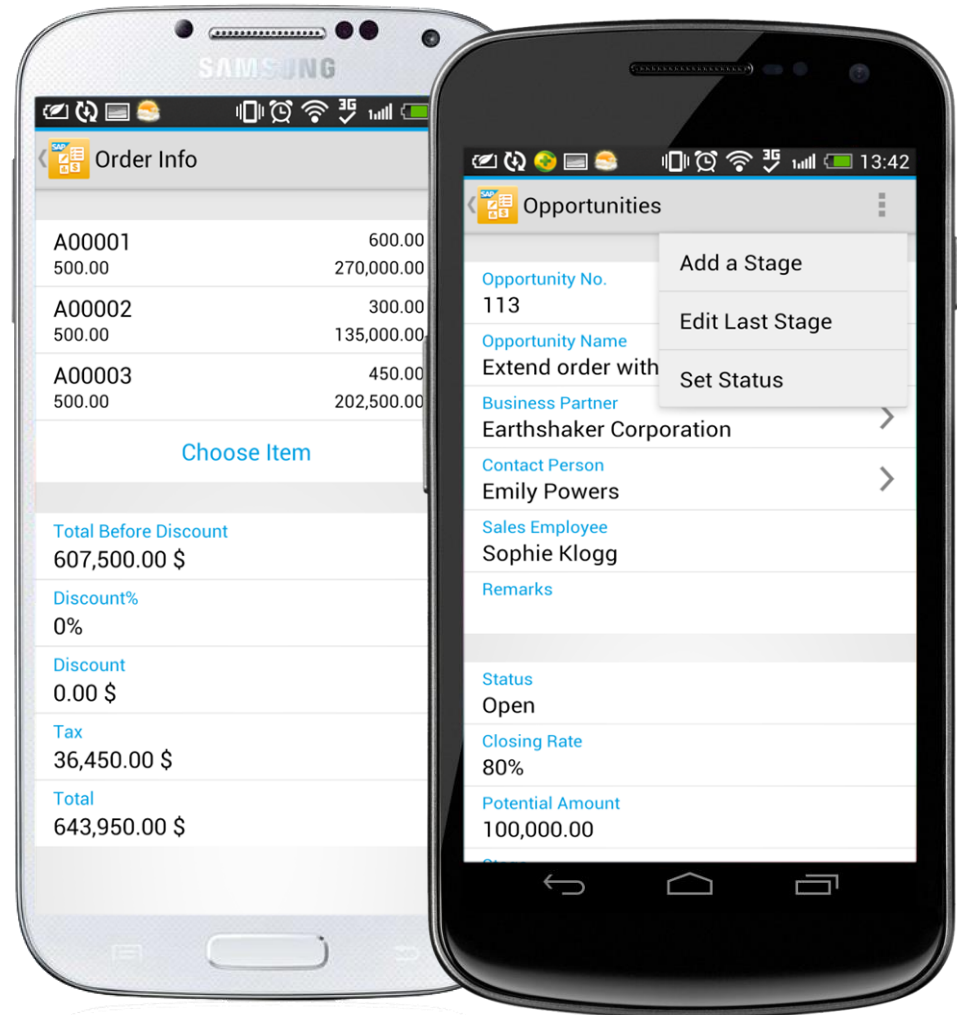 SAMSUNG
3G
SAP
Order Info
A00001 600.00
500.00 270,000.00
A00002 300.00
500.00 135,000.00
A00003 450.00
500.00 202,500.00
Choose Item
Total Before Discount
607,500.00 $
Discount%
0%
Discount
0.00 $
Tax
36,450.00 $
Total
643,950.00 $
3G 13:42
SAP
Opportunities
Add a Stage
Edit Last Stage
Set Status
Opportunity No.
113
Opportunity Name
Extend order with
Business Partner
Earthshaker Corporation
Contact Person
Emily Powers
Sales Employee
Sophie Klogg
Remarks
Status
Open
Closing Rate
80%
Potential Amount
100,000.00